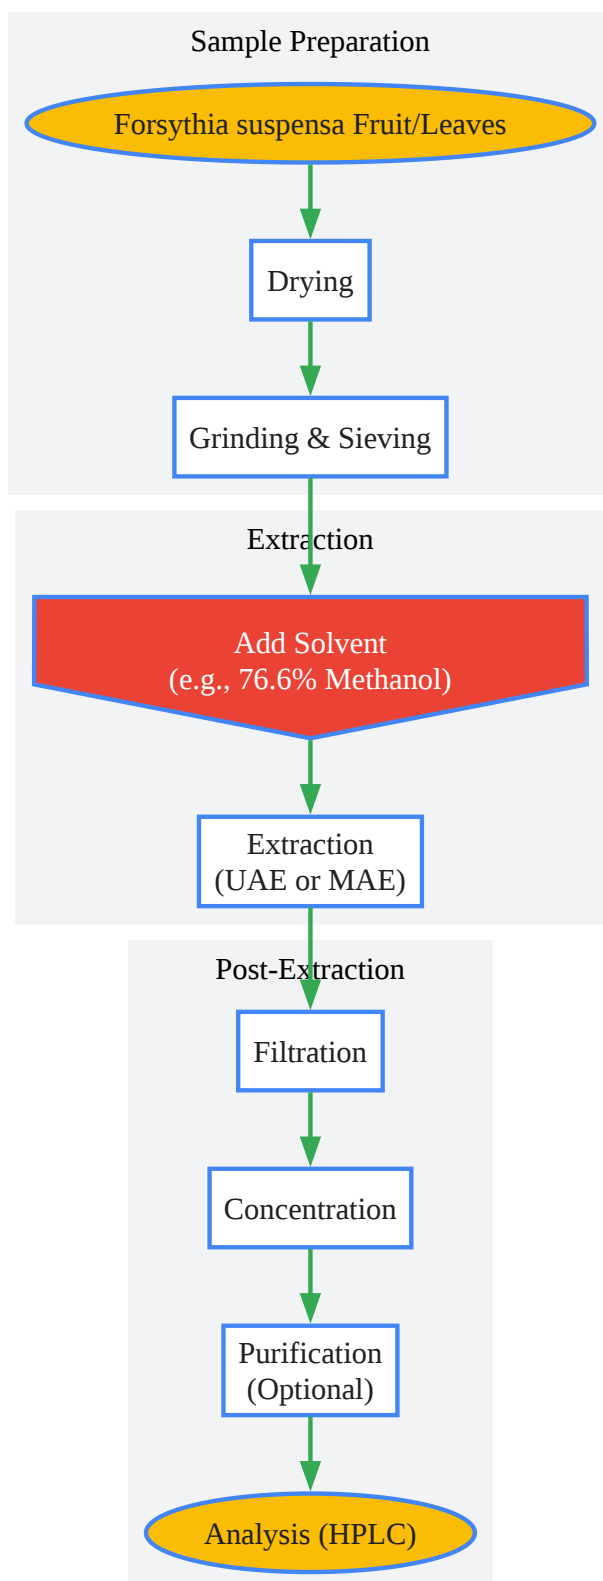 Sample Preparation
Forsythia suspensa Fruit/Leaves
Drying
Grinding & Sieving
Extraction
Add Solvent
(e.g., 76.6% Methanol)
Extraction
(UAE or MAE)
Post-Extraction
Filtration
Concentration
Purification
(Optional)
Analysis (HPLC)